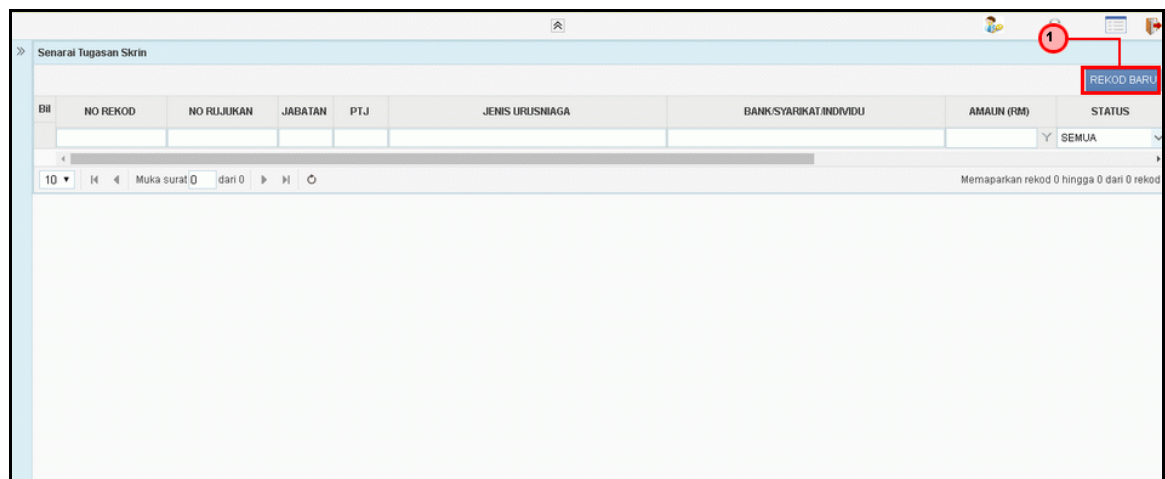 1
Senarai Tugasan Skrin
REKOD BARU
Bil NO REKOD NO RUJUKAN JABATAN PTJ JENIS URUSNIAGA BANK/SYARIKAT/INDIVIDU AMAUN (RM) STATUS
SEMUA
10 Muka surat 0 dari 0 Memaparkan rekod 0 hingga 0 dari 0 rekod